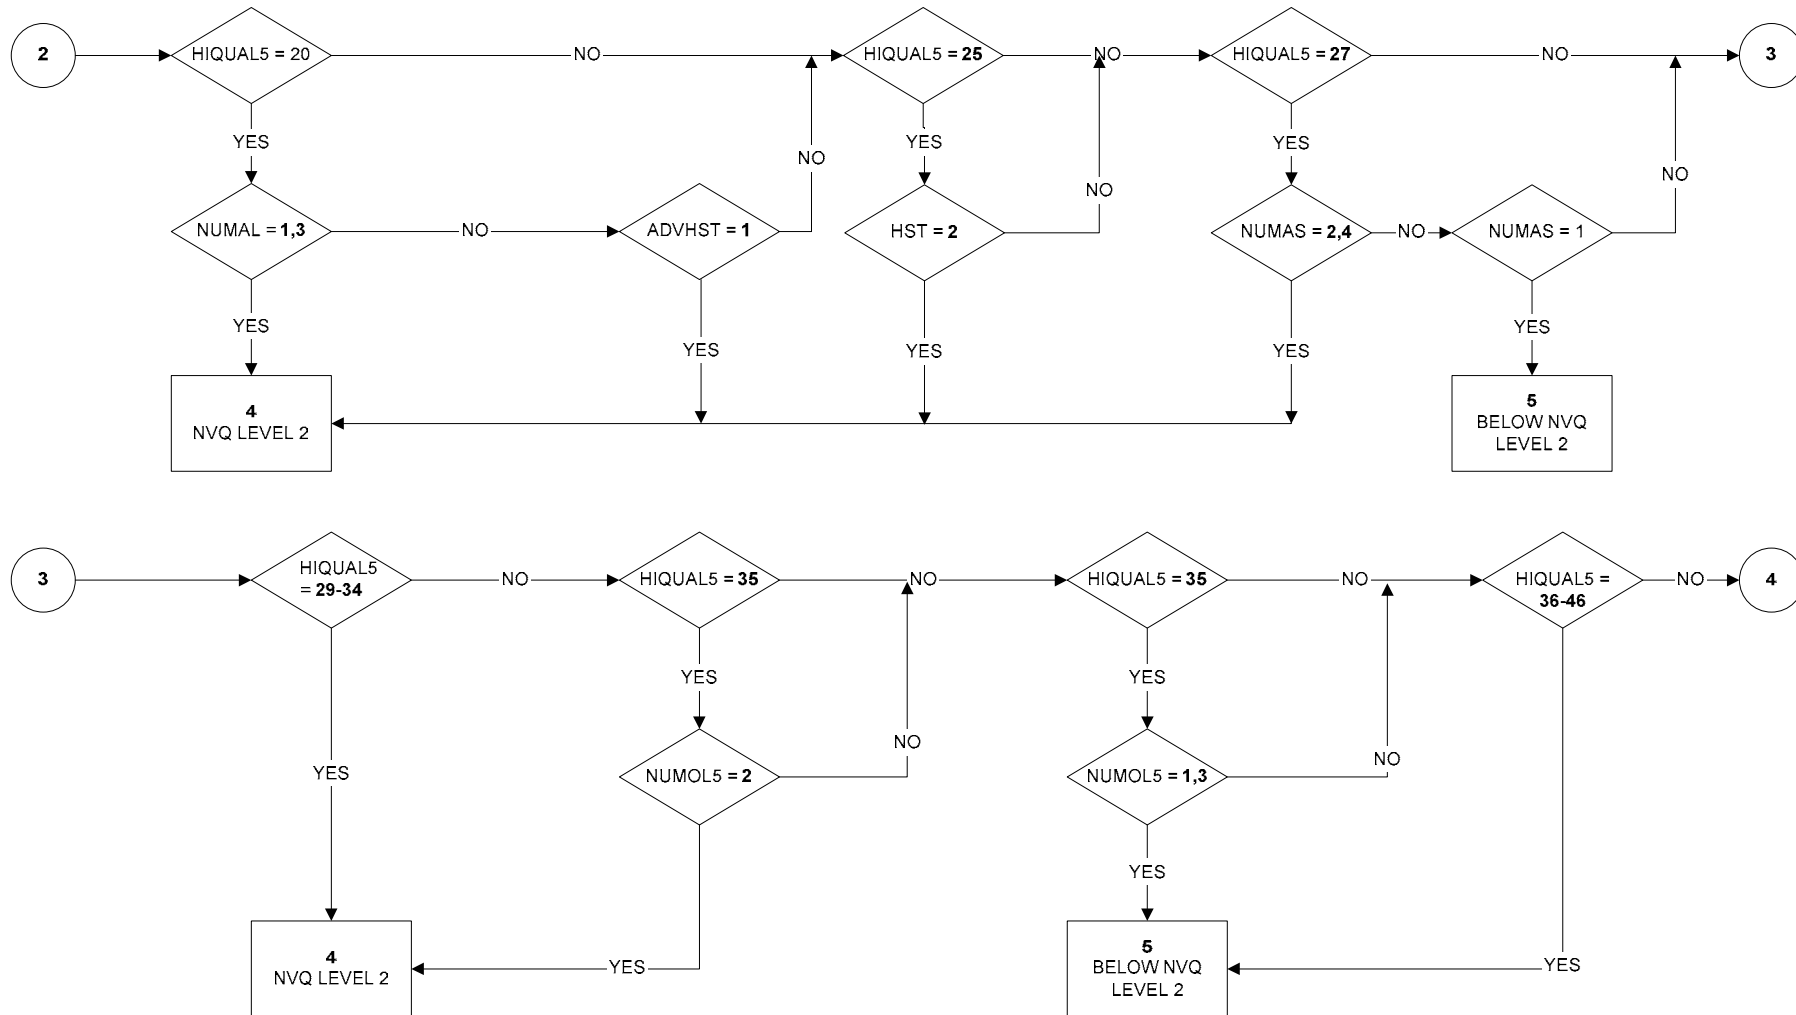 2
HIQUAL5 = 20
NO
HIQUAL5 = 25
NO
HIQUAL5 = 27
NO
3
YES
YES
YES
NO
NO
NO
NUMAL = 1,3
NO
ADVHST = 1
HST = 2
NUMAS = 2,4
NO
NUMAS = 1
YES
YES
YES
YES
YES
4
NVQ LEVEL 2
5
BELOW NVQ
LEVEL 2
3
HIQUAL5
= 29-34
NO
HIQUAL5 = 35
NO
HIQUAL5 = 35
NO
HIQUAL5 =
36-46
NO
4
YES
YES
NO
NO
YES
NUMOL5 = 2
NUMOL5 = 1,3
YES
4
NVQ LEVEL 2
YES
5
BELOW NVQ
LEVEL 2
YES